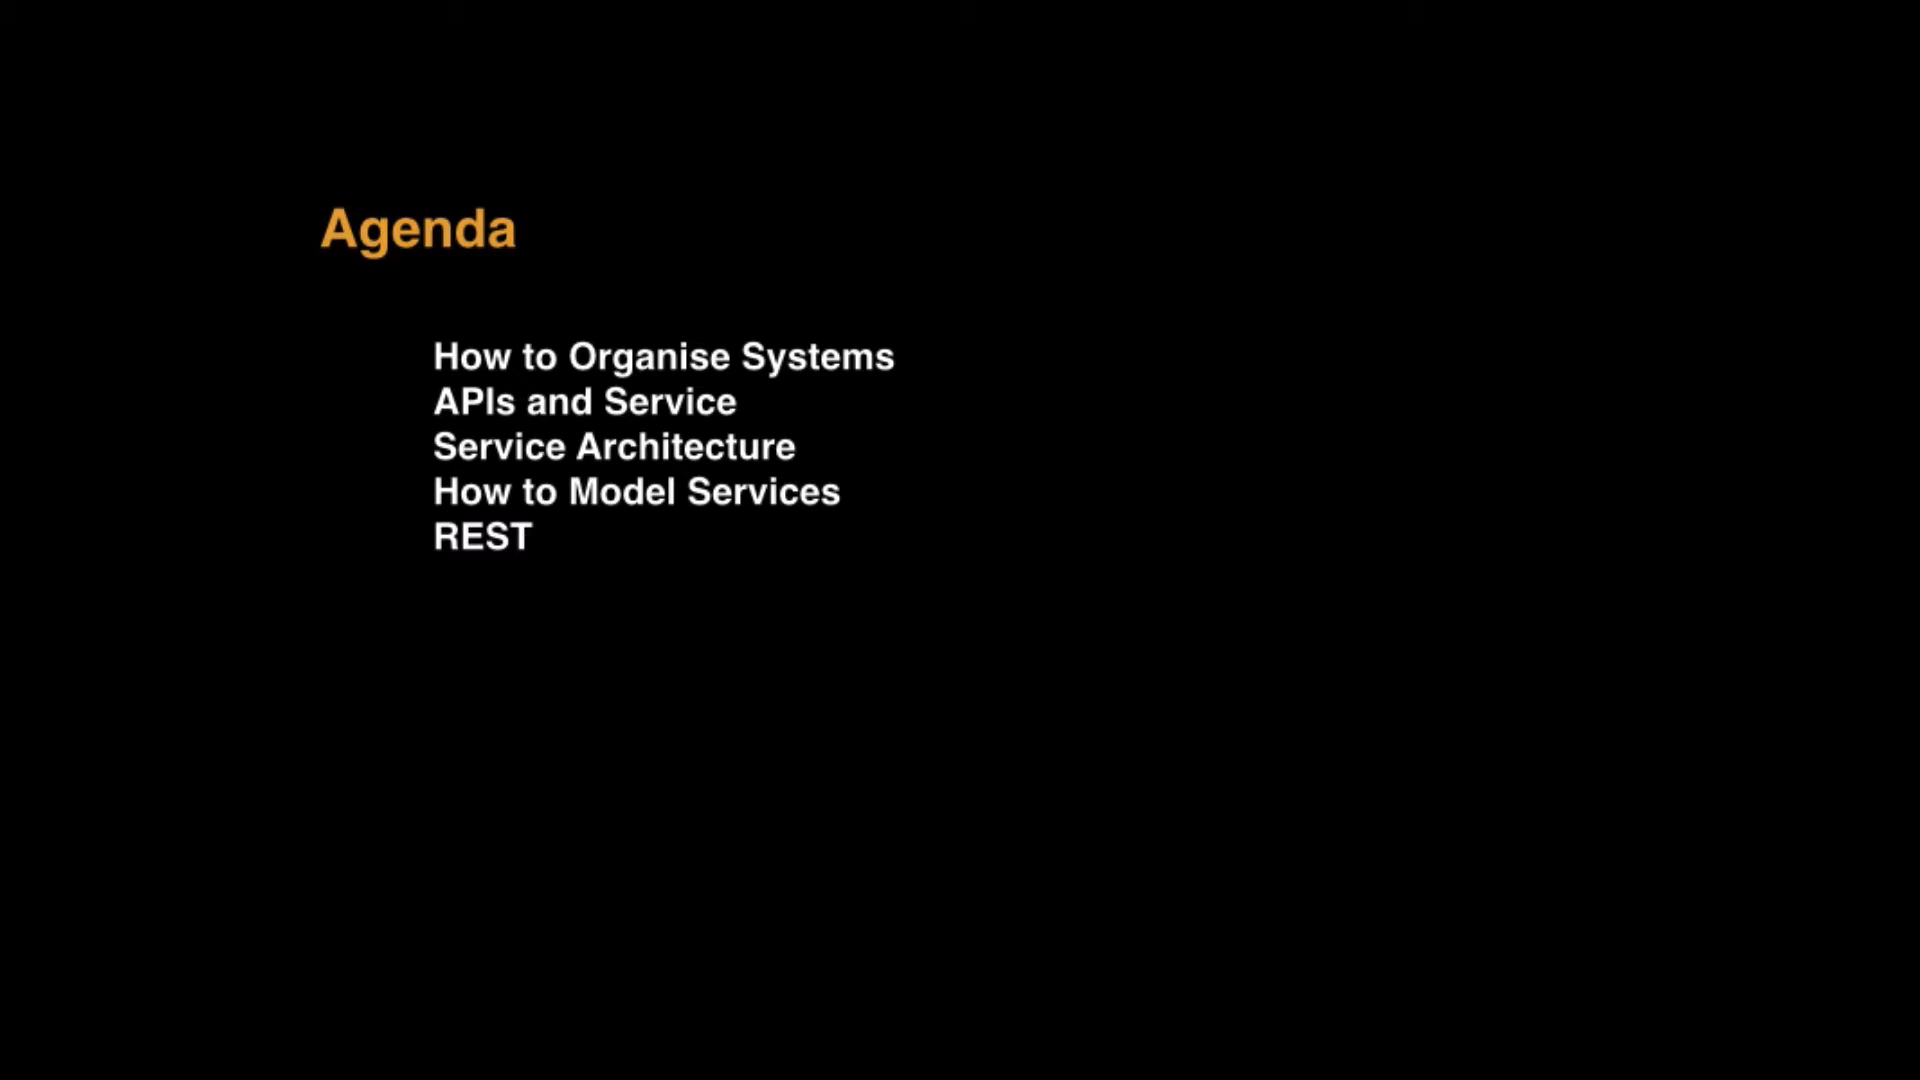 Agenda
How to Organise Systems
APIs and Service
Service Architecture
How to Model Services
REST